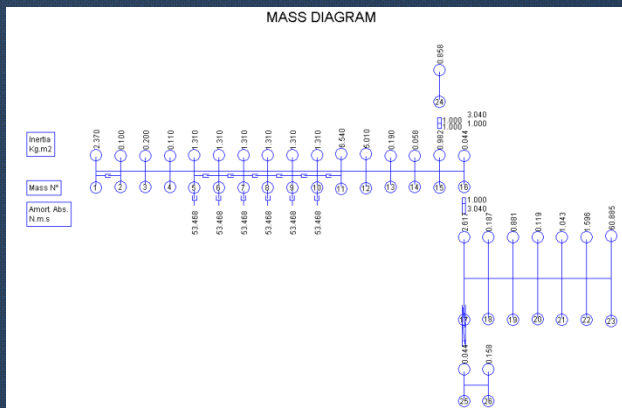 MASS DIAGRAM
0.858
24
3.040
1.000 1.000
1.000
Inertia
Kg.m2
2.370 0.100 0.200 0.110 1.310 1.310 1.310 1.310 1.310 1.310 6.540 5.010 0.190 0.058 0.982 0.044
Mass N°
1 2 3 4 5 6 7 8 9 10 11 12 13 14 15 16
Amort. Abs.
N.m.s
53.468 53.468 53.468 53.468 53.468 53.468
1.000
3.040
2.617 0.187 0.881 0.119 1.043 1.596 60.885
17 18 19 20 21 22 23
0.044 0.158
25 26